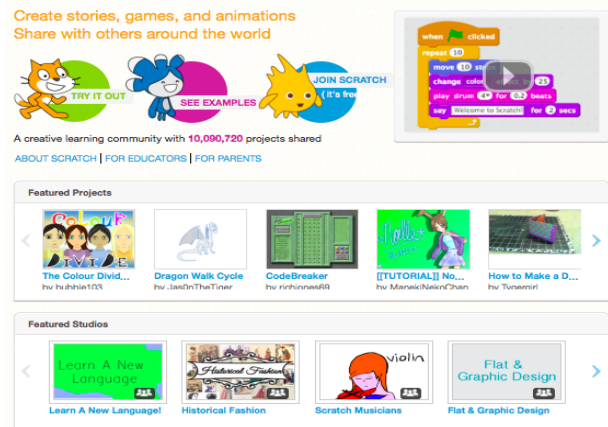 Create stories, games, and animations
Share with others around the world
TRY IT OUT
SEE EXAMPLES
JOIN SCRATCH
( it's free
when clicked
repeat 10
move 10
change color by 25
play drum 4 for 0.2 beats
say Welcome to Scratch! for 2 secs
A creative learning community with 10,090,720 projects shared
ABOUT SCRATCH | FOR EDUCATORS | FOR PARENTS
Featured Projects
Colour
DIVIDE
The Colour Divid...
Dragon Walk Cycle
CodeBreaker
[[TUTORIAL]] No...
How to Make a D...
by bubble103
by Jas0nTheTiger
by richiones69
by ManekiNekoChan
by Tygergirl
Featured Studios
Learn A New
Language!
Historical Fashion
violin
Flat &
Graphic Design
Learn A New Language!
Historical Fashion
Scratch Musicians
Flat & Graphic Design